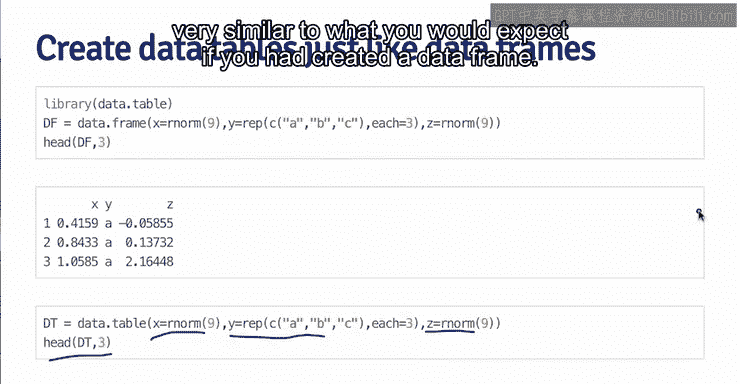 very similar to what you would expect
if you had created a data frame.
Create data tables just like data frames
library(data.table)
DF = data.frame(x=rnorm(9),y=rep(c("a","b","c"),each=3),z=rnorm(9))
head(DF,3)
x y z
1 0.4159 a -0.05855
2 0.8433 a 0.13732
3 1.0585 a 2.16448
DT = data.table(x=rnorm(9),y=rep(c("a","b","c"),each=3),z=rnorm(9))
head(DT,3)